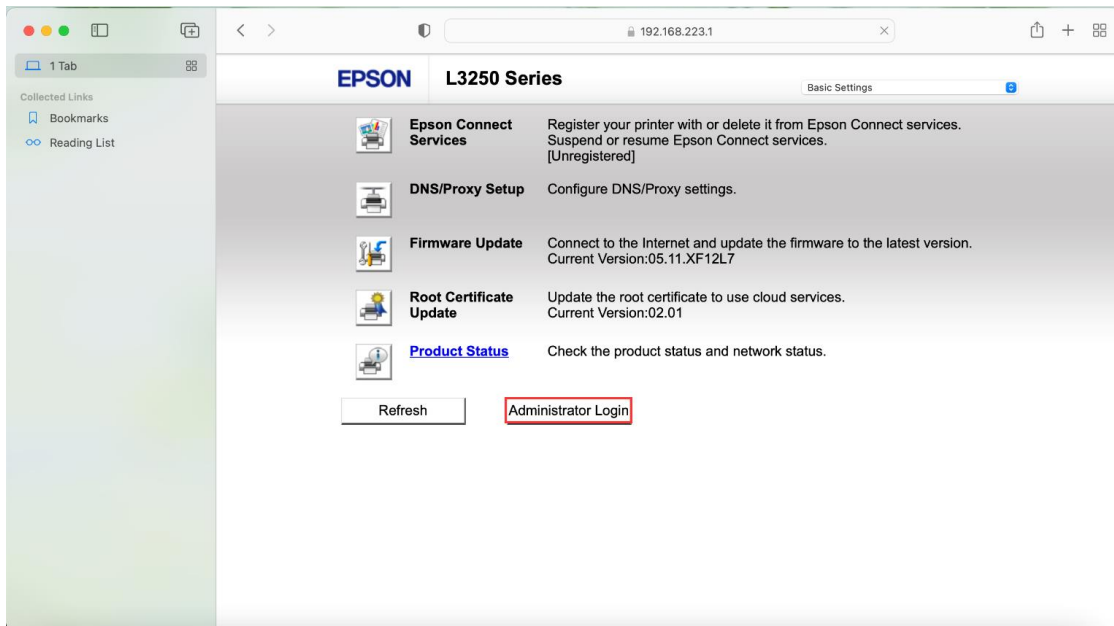 192.168.223.1
1 Tab
Collected Links
Bookmarks
Reading List
EPSON
L3250 Series
Basic Settings
Epson Connect
Services
Register your printer with or delete it from Epson Connect services.
Suspend or resume Epson Connect services.
[Unregistered]
DNS/Proxy Setup
Configure DNS/Proxy settings.
Firmware Update
Connect to the Internet and update the firmware to the latest version.
Current Version:05.11.XF12L7
Root Certificate
Update
Update the root certificate to use cloud services.
Current Version:02.01
Product Status
Check the product status and network status.
Refresh
Administrator Login